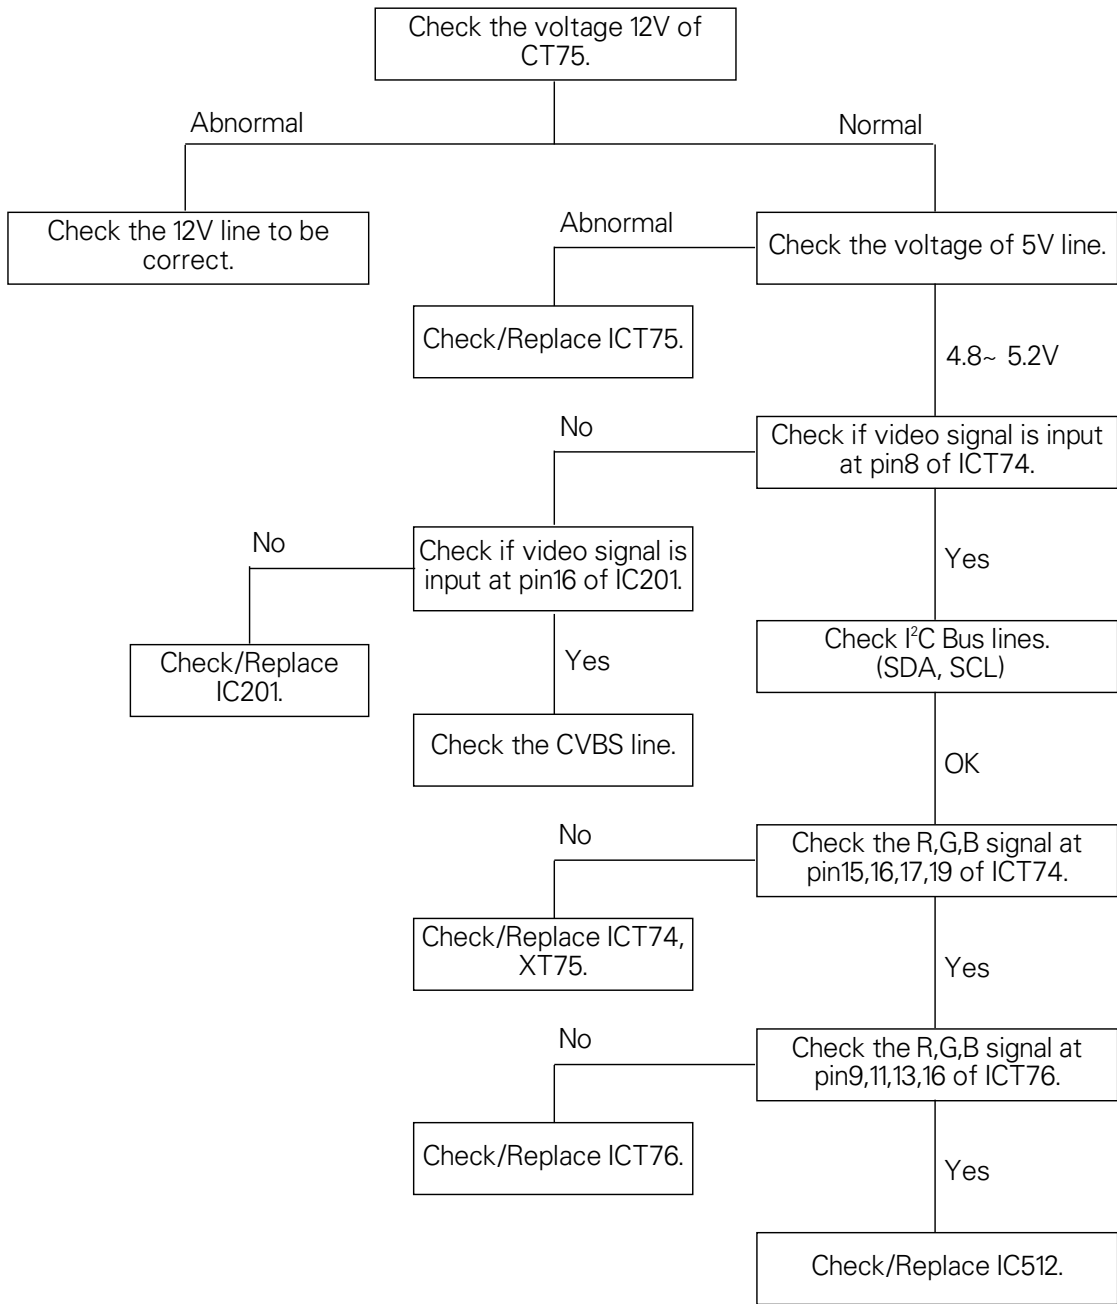 Check the voltage 12V of
CT75.
Abnormal
Normal
Check the 12V line to be
correct.
Abnormal
Check the voltage of 5V line.
Check/Replace ICT75.
4.8~ 5.2V
No
Check if video signal is input
at pin8 of ICT74.
No
Check if video signal is
input at pin16 of IC201.
Yes
Check/Replace
IC201.
Yes
Check I²C Bus lines.
(SDA, SCL)
Check the CVBS line.
OK
No
Check the R,G,B signal at
pin15,16,17,19 of ICT74.
Check/Replace ICT74,
XT75.
Yes
No
Check the R,G,B signal at
pin9,11,13,16 of ICT76.
Check/Replace ICT76.
Yes
Check/Replace IC512.